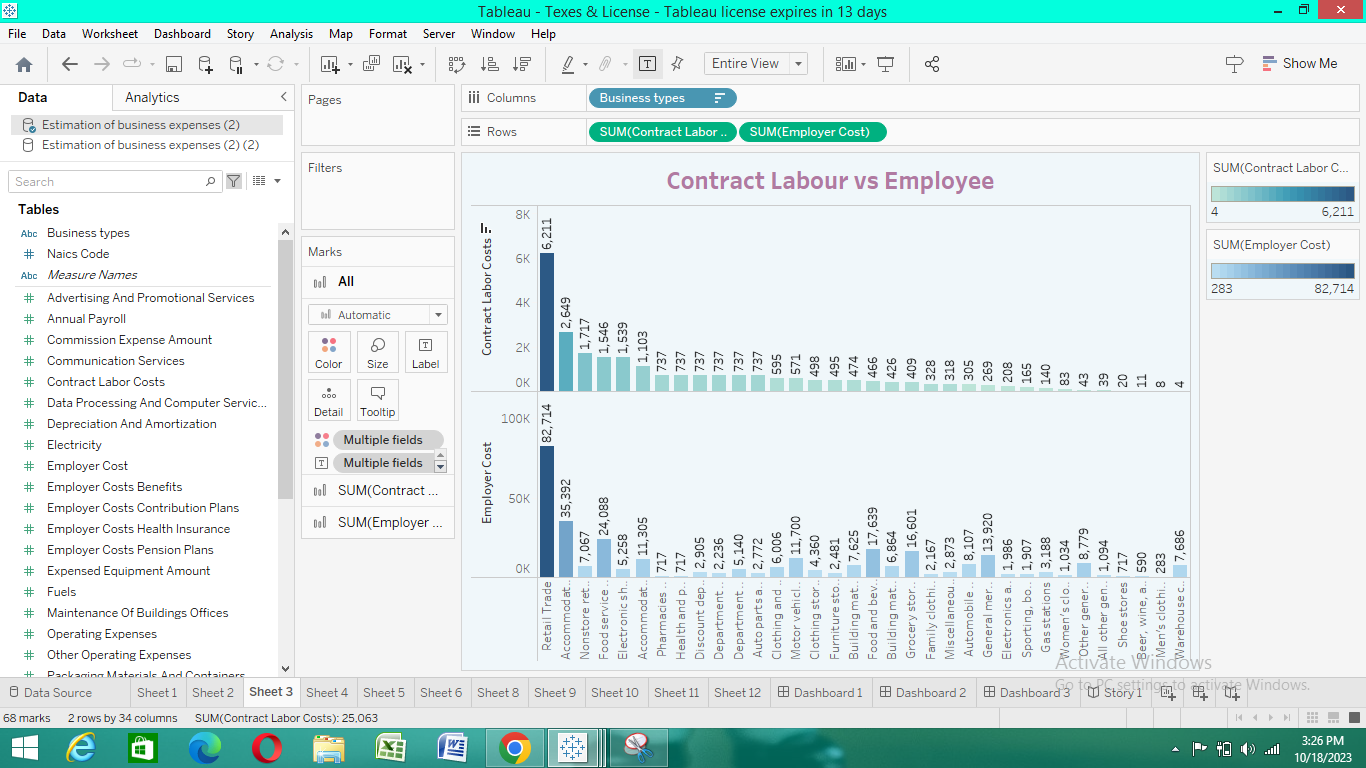 Tableau - Texes & License - Tableau license expires in 13 days
File Data Worksheet Dashboard Story Analysis Map Format Server Window Help
Entire View
Show Me
Data Analytics
Estimation of business expenses (2)
Estimation of business expenses (2) (2)
Search
Tables
Abc Business types
# Naics Code
Abc Measure Names
# Advertising And Promotional Services
# Annual Payroll
# Commission Expense Amount
# Communication Services
# Contract Labor Costs
# Data Processing And Computer Servic...
# Depreciation And Amortization
# Electricity
# Employer Cost
# Employer Costs Benefits
# Employer Costs Contribution Plans
# Employer Costs Health Insurance
# Employer Costs Pension Plans
# Expensed Equipment Amount
# Fuels
# Maintenance Of Buildings Offices
# Operating Expenses
# Other Operating Expenses
# Packaging Materials And Containers
Pages
Filters
Marks
All
Automatic
Color Size Label
Detail Tooltip
Multiple fields
Multiple fields
SUM(Contract ...
SUM(Employer ...
Columns Business types
Rows SUM(Contract Labor .. SUM(Employer Cost)
Contract Labour vs Employee
Contract Labor Costs
8K
6K
4K
2K
0K
6,211 2,649 1,717 1,546 1,539 1,103 737 737 737 737 737 737 595 571 498 495 474 466 426 409 328 318 305 269 208 165 140 83 43 39 20 11 8 4
Employer Cost
100K
50K
0K
82,714 35,392 7,067 24,088 5,258 11,305 717 717 2,905 2,236 5,140 2,772 6,006 11,700 4,360 2,481 7,625 17,639 6,864 16,601 2,167 2,873 8,107 13,920 1,986 1,907 3,188 1,034 8,779 1,094 717 590 283 7,686
Retail Trade
Accommodat..
Nonstore ret..
Food service ..
Electronic sh..
Accommodat..
Pharmacies ..
Health and p..
Discount dep..
Department ..
Department ..
Auto parts a..
Clothing and ..
Motor vehicl..
Clothing stor..
Furniture sto..
Building mat..
Food and bev..
Building mat..
Grocery stor..
Family clothi..
Miscellaneou..
Automobile ..
General mer..
Electronics a..
Sporting, bo..
Gas stations
Women's clo..
Other gener..
All other gen..
Shoe stores
Beer, wine, a..
Men's clothi..
Warehouse c..
SUM(Contract Labor C...
4 6,211
SUM(Employer Cost)
283 82,714
Activate Windows
Go to PC settings to activate Windows.
Data Source Sheet 1 Sheet 2 Sheet 3 Sheet 4 Sheet 5 Sheet 6 Sheet 8 Sheet 9 Sheet 10 Sheet 11 Sheet 12 Dashboard 1 Dashboard 2 Dashboard 3 Story 1
68 marks 2 rows by 34 columns SUM(Contract Labor Costs): 25,063
3:26 PM
10/18/2023